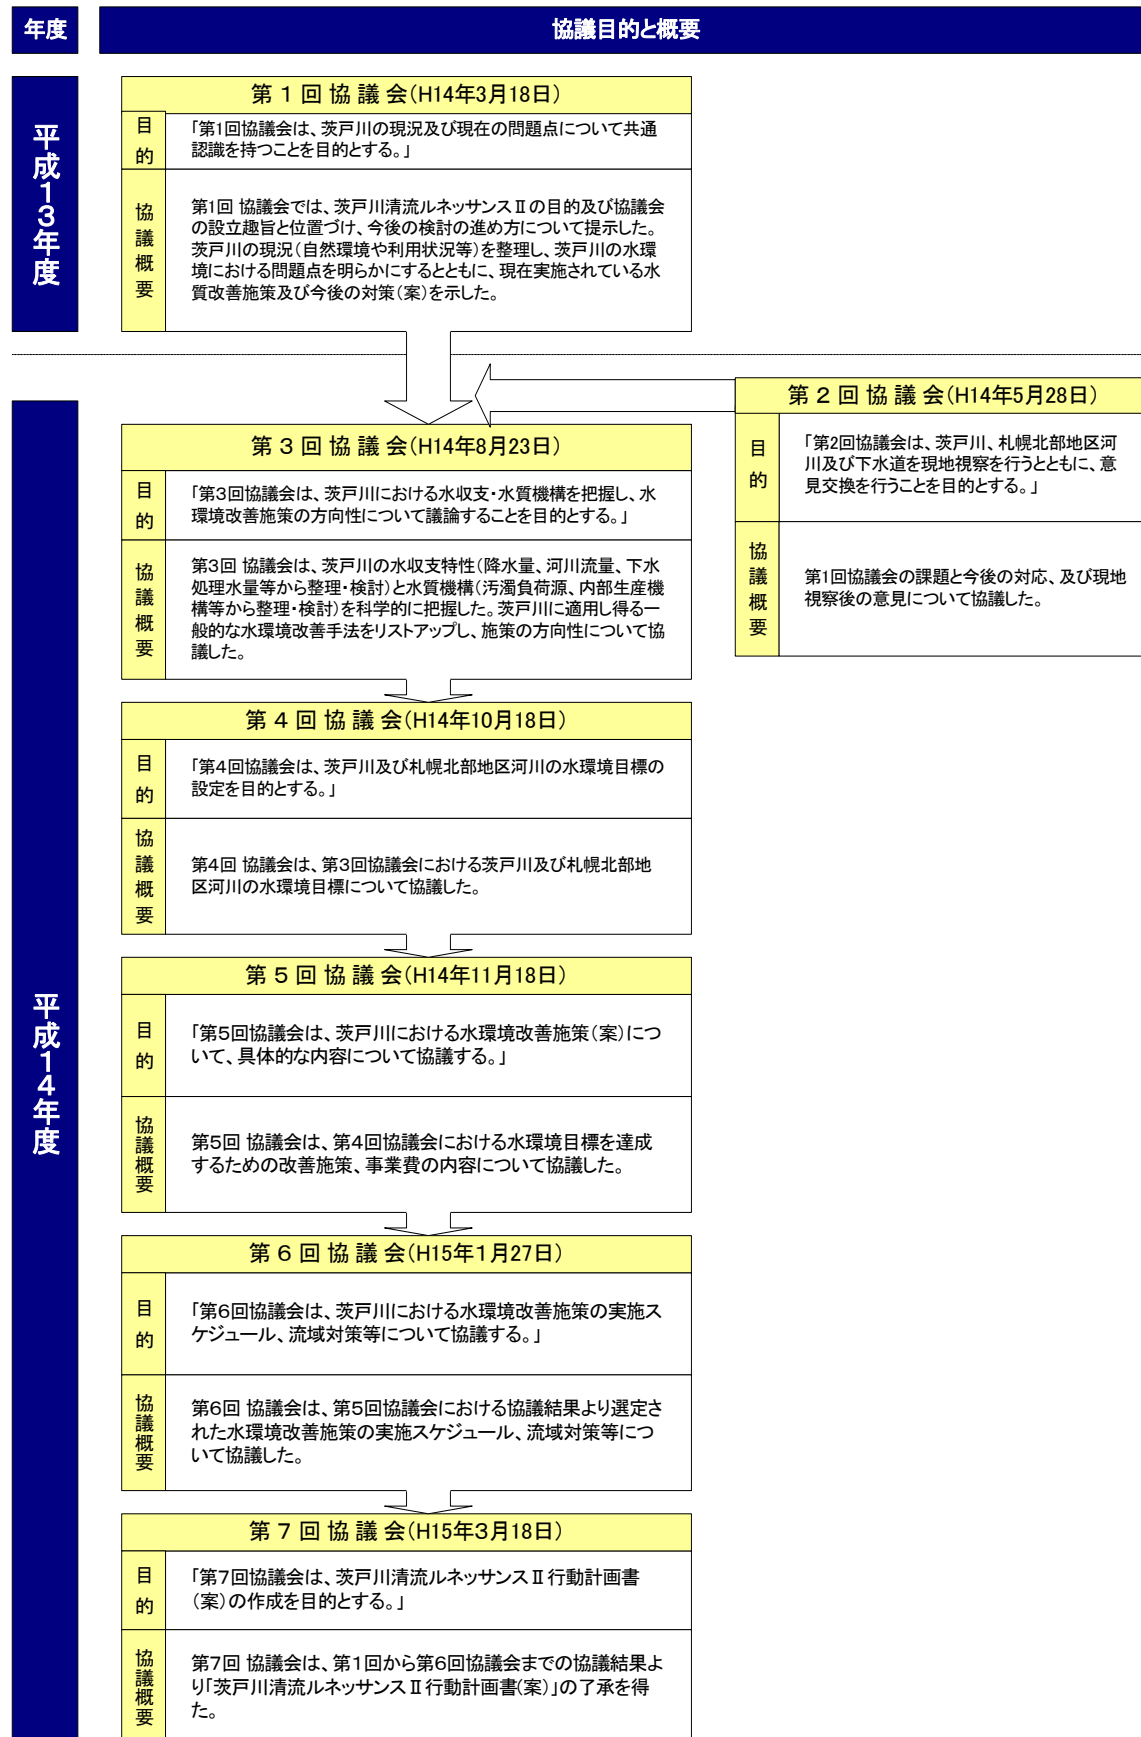 年度
協議目的と概要
平成13年度
第 1 回 協 議 会(H14年3月18日)
目的
「第1回協議会は、茨戸川の現況及び現在の問題点について共通
認識を持つことを目的とする。」
協議概要
第1回 協議会では、茨戸川清流ルネッサンスⅡの目的及び協議会
の設立趣旨と位置づけ、今後の検討の進め方について提示した。
茨戸川の現況(自然環境や利用状況等)を整理し、茨戸川の水環
境における問題点を明らかにするとともに、現在実施されている水
質改善施策及び今後の対策(案)を示した。
第 2 回 協 議 会(H14年5月28日)
目的
「第2回協議会は、茨戸川、札幌北部地区河
川及び下水道を現地視察を行うとともに、意
見交換を行うことを目的とする。」
協議概要
第1回協議会の課題と今後の対応、及び現地
視察後の意見について協議した。
平成14年度
第 3 回 協 議 会(H14年8月23日)
目的
「第3回協議会は、茨戸川における水収支・水質機構を把握し、水
環境改善施策の方向性について議論することを目的とする。」
協議概要
第3回 協議会は、茨戸川の水収支特性(降水量、河川流量、下水
処理水量等から整理・検討)と水質機構(汚濁負荷源、内部生産機
構等から整理・検討)を科学的に把握した。茨戸川に適用し得る一
般的な水環境改善手法をリストアップし、施策の方向性について協
議した。
第 4 回 協 議 会(H14年10月18日)
目的
「第4回協議会は、茨戸川及び札幌北部地区河川の水環境目標の
設定を目的とする。」
協議概要
第4回 協議会は、第3回協議会における茨戸川及び札幌北部地
区河川の水環境目標について協議した。
第 5 回 協 議 会(H14年11月18日)
目的
「第5回協議会は、茨戸川における水環境改善施策(案)につ
いて、具体的な内容について協議する。」
協議概要
第5回 協議会は、第4回協議会における水環境目標を達成
するための改善施策、事業費の内容について協議した。
第 6 回 協 議 会(H15年1月27日)
目的
「第6回協議会は、茨戸川における水環境改善施策の実施ス
ケジュール、流域対策等について協議する。」
協議概要
第6回 協議会は、第5回協議会における協議結果より選定さ
れた水環境改善施策の実施スケジュール、流域対策等につ
いて協議した。
第 7 回 協 議 会(H15年3月18日)
目的
「第7回協議会は、茨戸川清流ルネッサンスⅡ行動計画書
(案)の作成を目的とする。」
協議概要
第7回 協議会は、第1回から第6回協議会までの協議結果よ
り「茨戸川清流ルネッサンスⅡ行動計画書(案)」の了承を得
た。